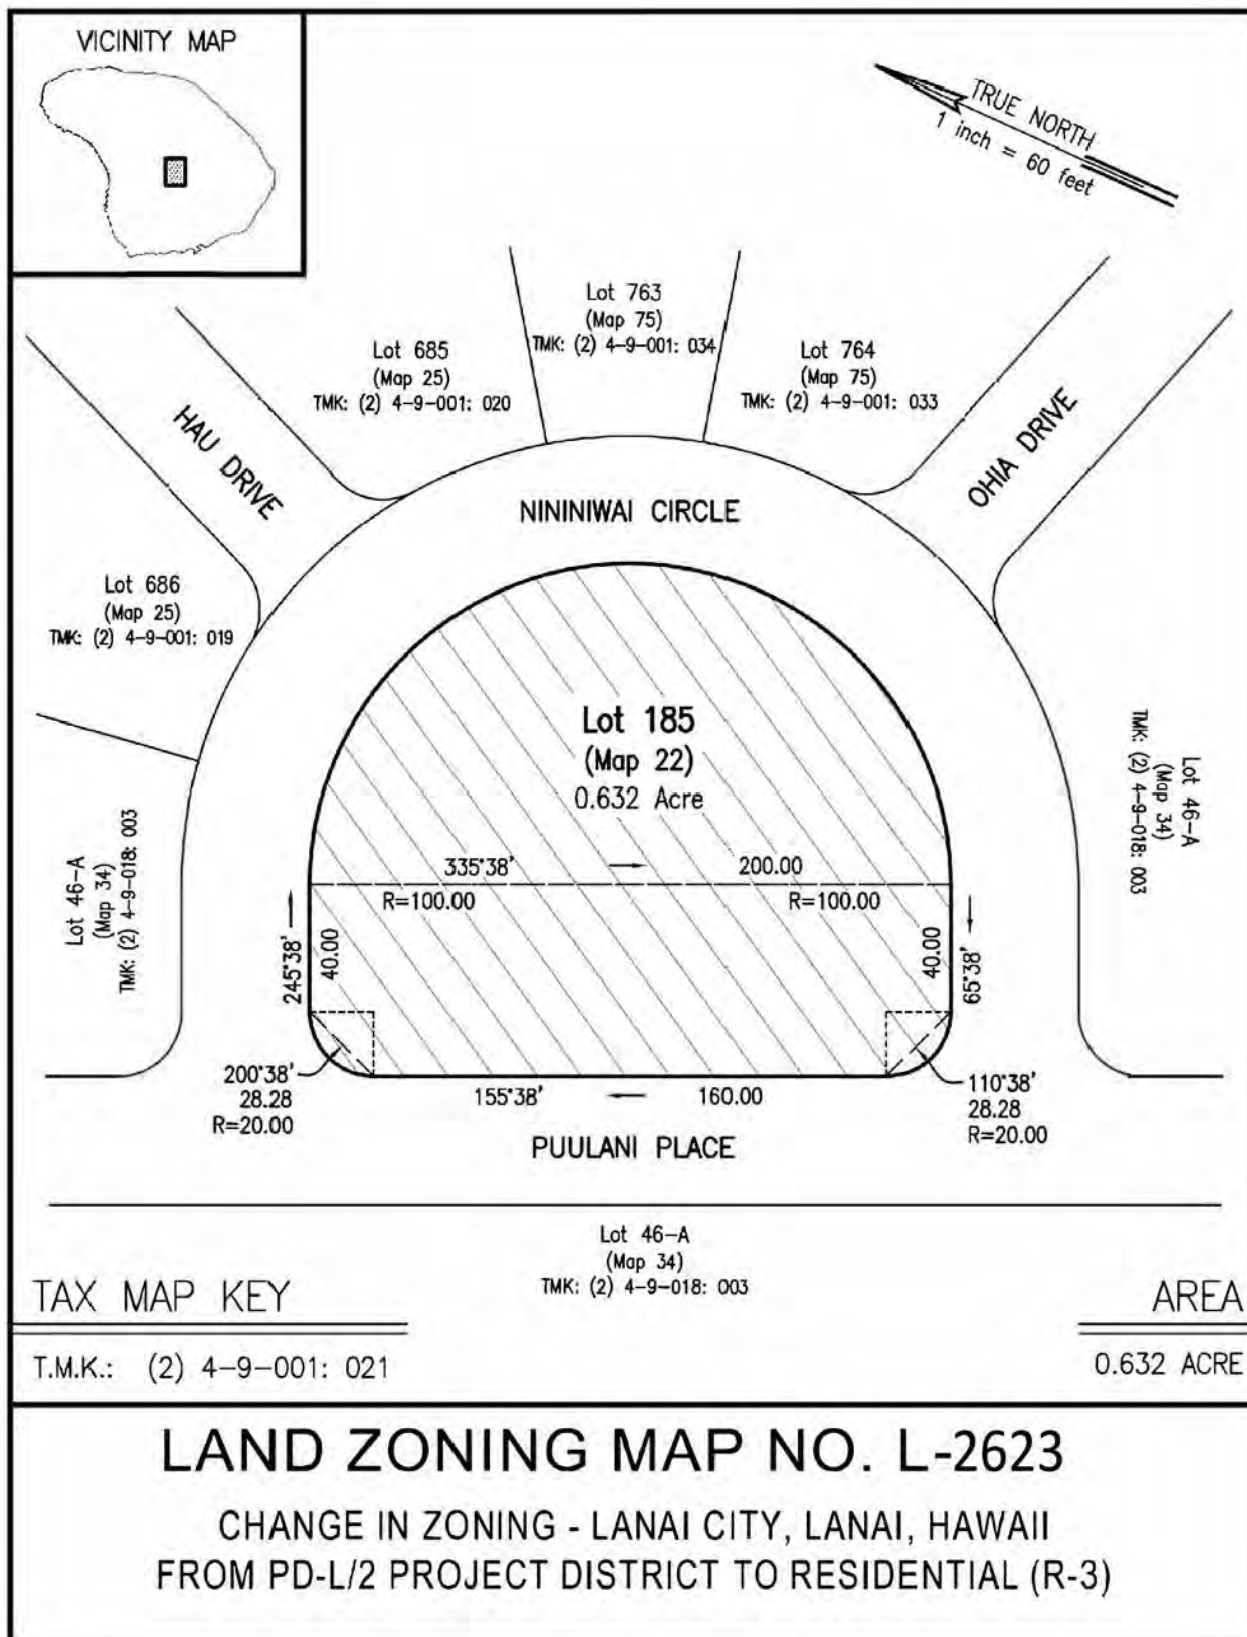 VICINITY MAP
TRUE NORTH
1 inch = 60 feet
Lot 763
(Map 75)
TMK: (2) 4-9-001: 034
Lot 685
(Map 25)
TMK: (2) 4-9-001: 020
Lot 764
(Map 75)
TMK: (2) 4-9-001: 033
HAU DRIVE
OHIA DRIVE
NININIWAI CIRCLE
Lot 686
(Map 25)
TMK: (2) 4-9-001: 019
Lot 185
(Map 22)
0.632 Acre
Lot 46-A
(Map 34)
TMK: (2) 4-9-018: 003
Lot 46-A
(Map 34)
TMK: (2) 4-9-018: 003
335°38' 200.00
R=100.00 R=100.00
245°38'
40.00
40.00
65°38'
200°38'
28.28
R=20.00
155°38' 160.00
110°38'
28.28
R=20.00
PUULANI PLACE
Lot 46-A
(Map 34)
TMK: (2) 4-9-018: 003
TAX MAP KEY
AREA
T.M.K.: (2) 4-9-001: 021
0.632 ACRE
LAND ZONING MAP NO. L-2623
CHANGE IN ZONING - LANAI CITY, LANAI, HAWAII
FROM PD-L/2 PROJECT DISTRICT TO RESIDENTIAL (R-3)